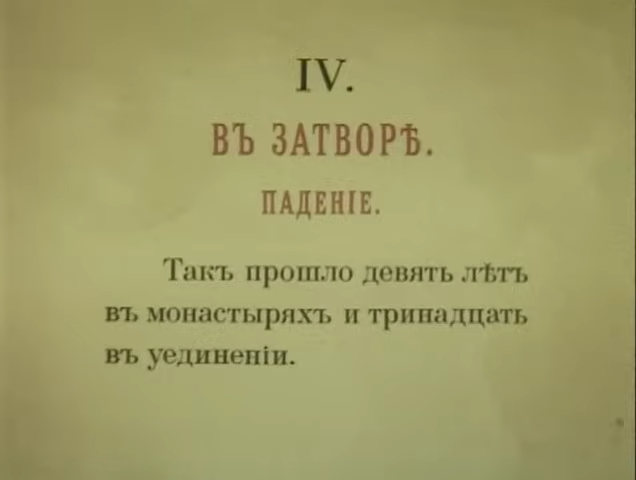 IV.
ВЪ ЗАТВОРѢ.
ПАДЕНІЕ.
Такъ прошло девять лѣтъ
въ монастыряхъ и тринадцать
въ уединеніи.